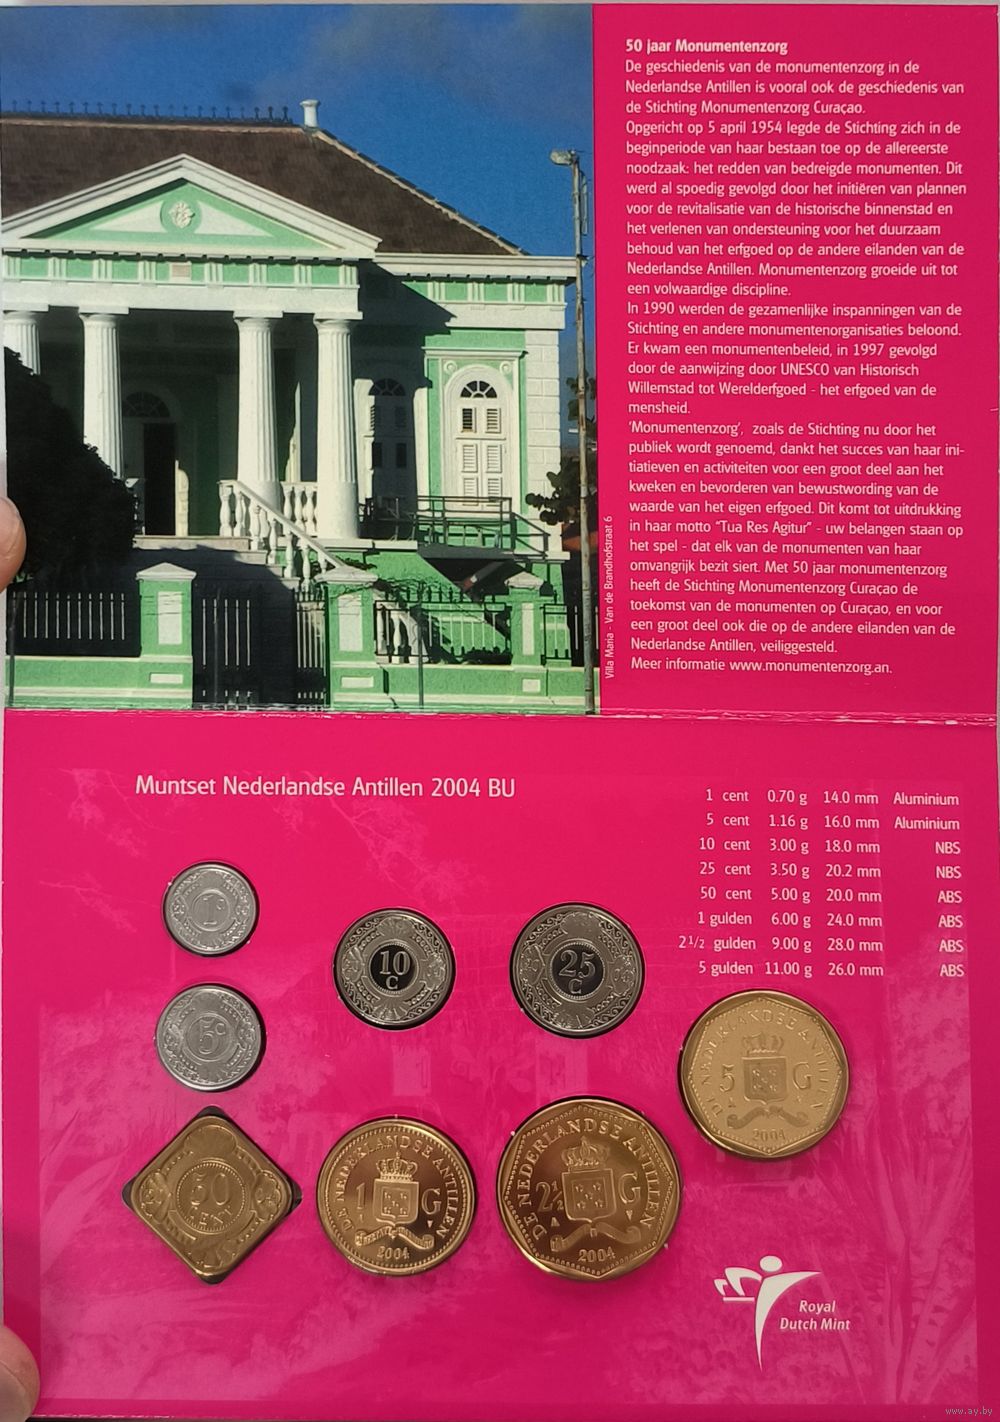 50 jaar Monumentenzorg
De geschiedenis van de monumentenzorg in de
Nederlandse Antillen is vooral ook de geschiedenis van
de Stichting Monumentenzorg Curaçao.
Opgericht op 5 april 1954 legde de Stichting zich in de
beginperiode van haar bestaan toe op de allereerste
noodzaak: het redden van bedreigde monumenten. Dit
werd al spoedig gevolgd door het initiëren van plannen
voor de revitalisatie van de historische binnenstad en
het verlenen van ondersteuning voor het duurzaam
behoud van het erfgoed op de andere eilanden van de
Nederlandse Antillen. Monumentenzorg groeide uit tot
een volwaardige discipline.
In 1990 werden de gezamenlijke inspanningen van de
Stichting en andere monumentenorganisaties beloond.
Er kwam een monumentenbeleid, in 1997 gevolgd
door de aanwijzing door UNESCO van Historisch
Willemstad tot Werelderfgoed - het erfgoed van de
mensheid.
'Monumentenzorg', zoals de Stichting nu door het
publiek wordt genoemd, dankt het succes van haar ini-
tiatieven en activiteiten voor een groot deel aan het
kweken en bevorderen van bewustwording van de
waarde van het eigen erfgoed. Dit komt tot uitdrukking
in haar motto "Tua Res Agitur" - uw belangen staan op
het spel - dat elk van de monumenten van haar
omvangrijk bezit siert. Met 50 jaar monumentenzorg
heeft de Stichting Monumentenzorg Curaçao de
toekomst van de monumenten op Curaçao, en voor
een groot deel ook die op de andere eilanden van de
Nederlandse Antillen, veiliggesteld.
Meer informatie www.monumentenzorg.an.
Villa Maria - Van de Brandhofstraat 6
Muntset Nederlandse Antillen 2004 BU
1 cent 0.70 g 14.0 mm Aluminium
5 cent 1.16 g 16.0 mm Aluminium
10 cent 3.00 g 18.0 mm NBS
25 cent 3.50 g 20.2 mm NBS
50 cent 5.00 g 20.0 mm ABS
1 gulden 6.00 g 24.0 mm ABS
2 1/2 gulden 9.00 g 28.0 mm ABS
5 gulden 11.00 g 26.0 mm ABS
1c
10 C
25 C
5c
DE NEDERLANDSE ANTILLEN
5 G
2004
50 CENT
DE NEDERLANDSE ANTILLEN
1 G
2004
DE NEDERLANDSE ANTILLEN
2 1/2 G
2004
Royal
Dutch Mint
www.ay.by